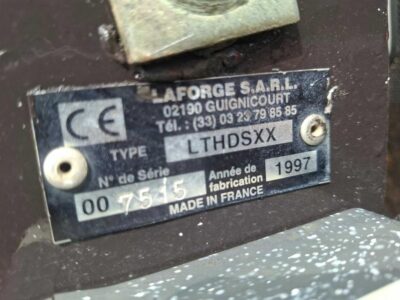 CE
LAFORGE S.A.R.L.
02190 GUIGNICOURT
Tél. : (33) 03 23 79 85 85
TYPE LTHDSXX
N° de Série 00 7515
Année de fabrication 1997
MADE IN FRANCE